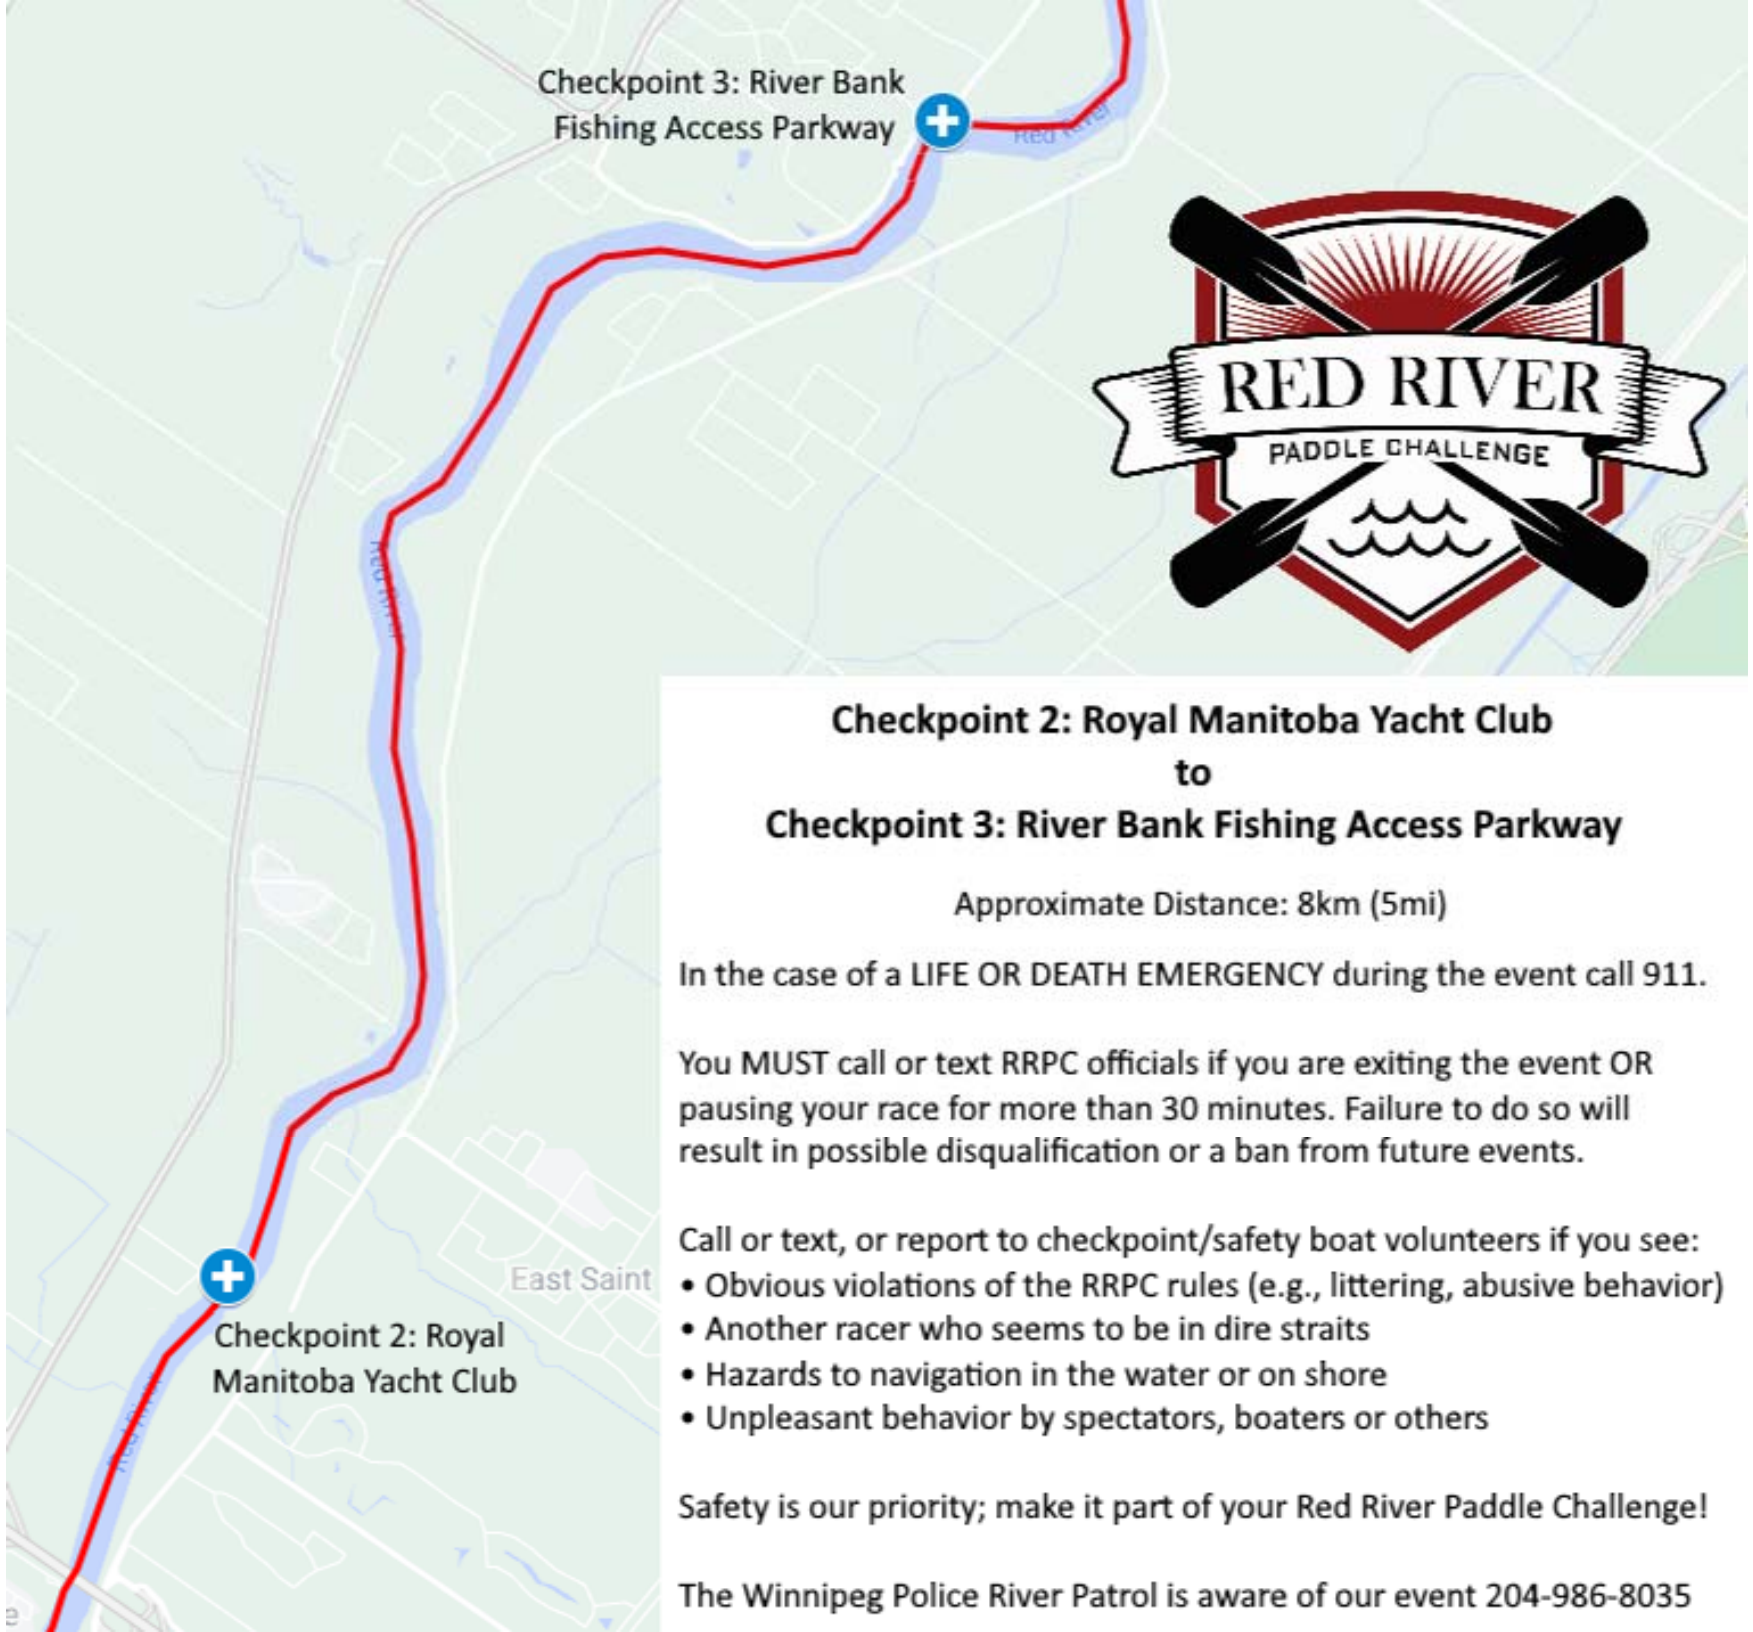 Checkpoint 3: River Bank
Fishing Access Parkway
Red River
RED RIVER
PADDLE CHALLENGE
Red River
Checkpoint 2: Royal Manitoba Yacht Club
to
Checkpoint 3: River Bank Fishing Access Parkway
Approximate Distance: 8km (5mi)
In the case of a LIFE OR DEATH EMERGENCY during the event call 911.
You MUST call or text RRPC officials if you are exiting the event OR
pausing your race for more than 30 minutes. Failure to do so will
result in possible disqualification or a ban from future events.
Call or text, or report to checkpoint/safety boat volunteers if you see:
• Obvious violations of the RRPC rules (e.g., littering, abusive behavior)
• Another racer who seems to be in dire straits
• Hazards to navigation in the water or on shore
• Unpleasant behavior by spectators, boaters or others
Safety is our priority; make it part of your Red River Paddle Challenge!
The Winnipeg Police River Patrol is aware of our event 204-986-8035
East Saint
Checkpoint 2: Royal
Manitoba Yacht Club
Red River
e